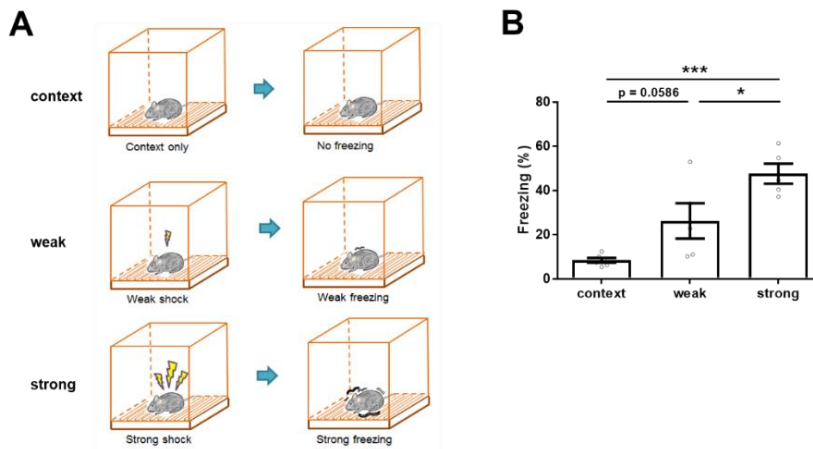 A
context
Context only
No freezing
weak
Weak shock
Weak freezing
strong
Strong shock
Strong freezing
B
***
p = 0.0586
*
Freezing (%)
80
60
40
20
0
context weak strong